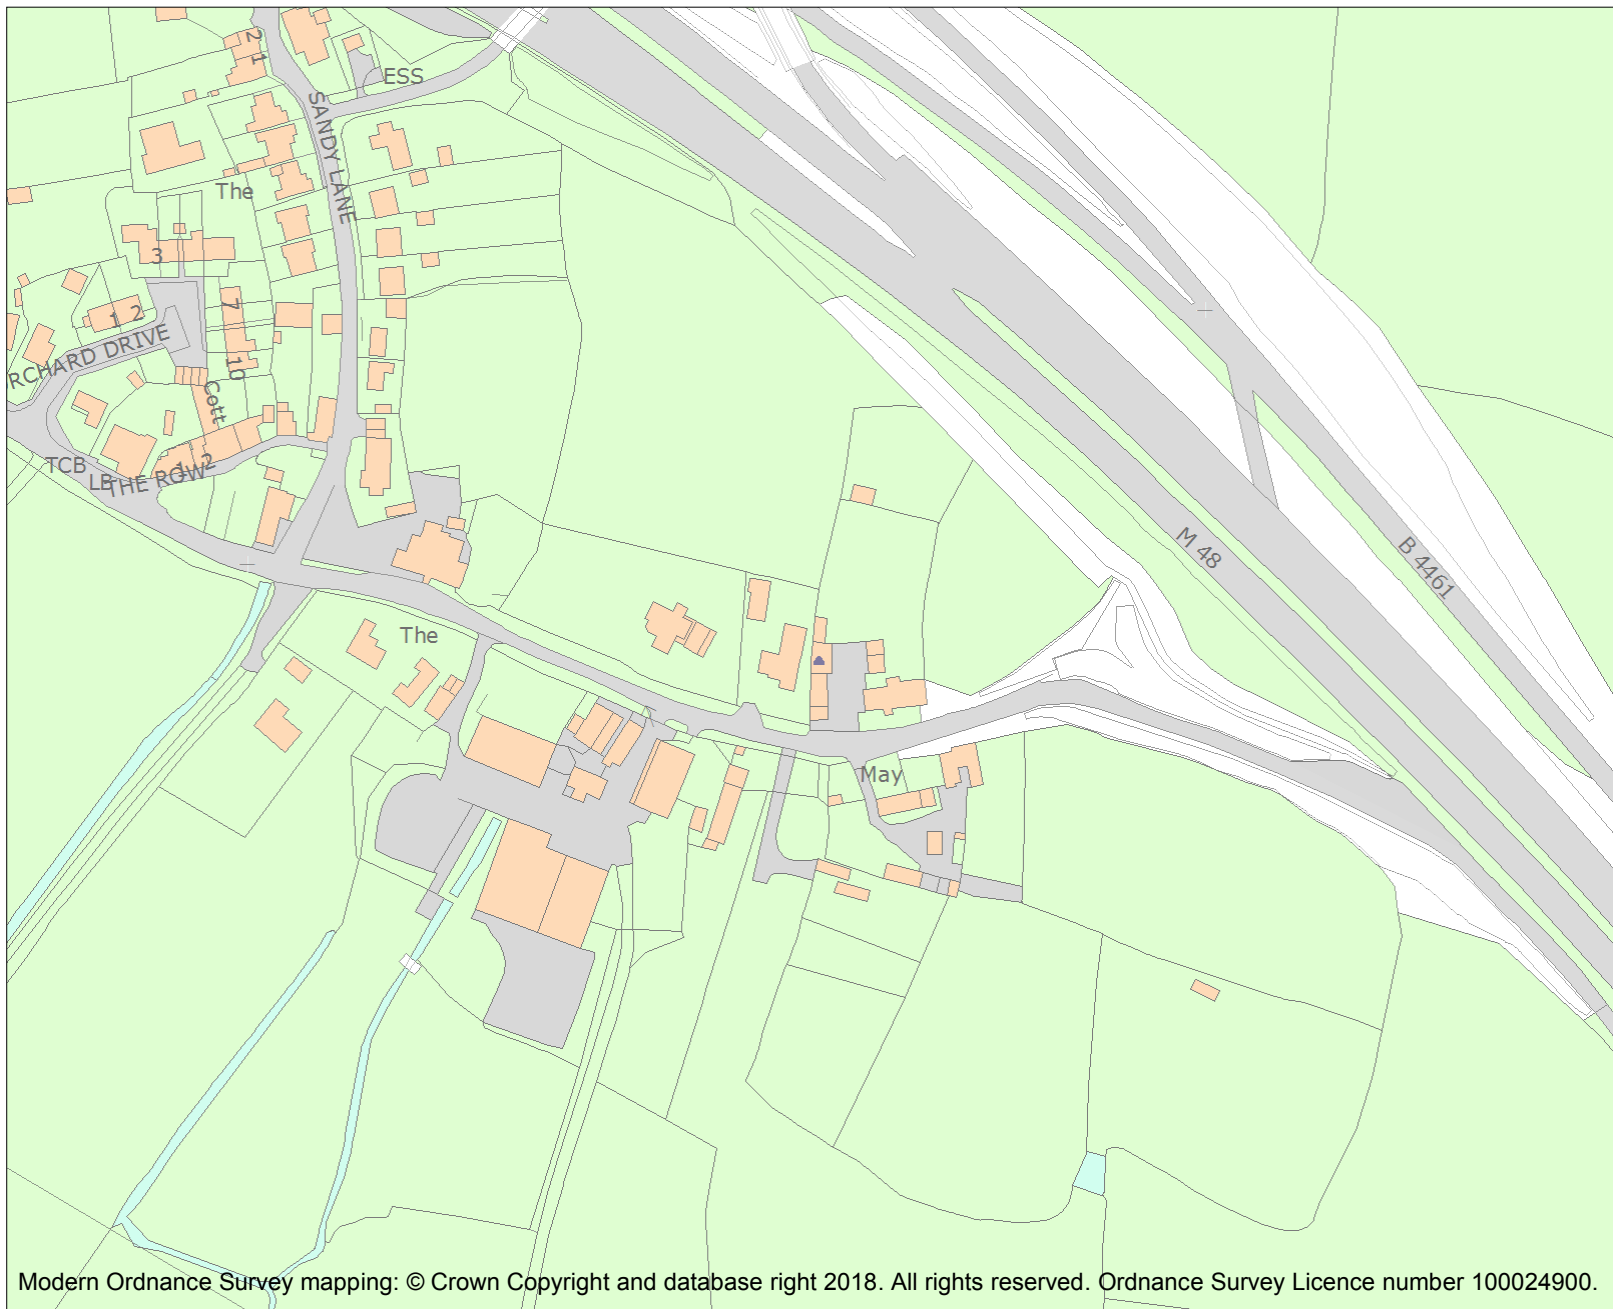 2
1
ESS
SANDY LANE
The
3
1 2
7
RCHARD DRIVE
10
Cott
TCB
LB
THE ROW
1 2
M 48
B 4461
The
May
Modern Ordnance Survey mapping: © Crown Copyright and database right 2018. All rights reserved. Ordnance Survey Licence number 100024900.